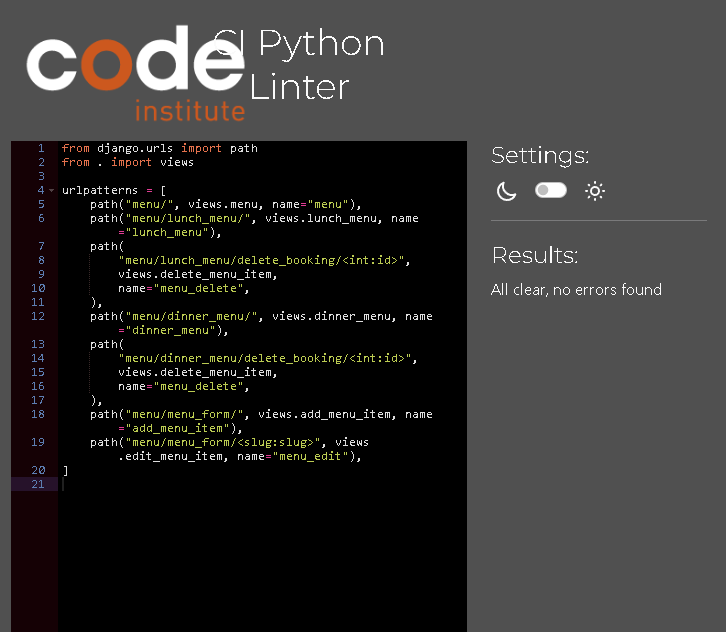 code
institute
CI Python
Linter
1 from django.urls import path
2 from . import views
3
4 urlpatterns = [
5     path("menu/", views.menu, name="menu"),
6     path("menu/lunch_menu/", views.lunch_menu, name
        ="lunch_menu"),
7     path(
8         "menu/lunch_menu/delete_booking/<int:id>",
9         views.delete_menu_item,
10         name="menu_delete",
11     ),
12     path("menu/dinner_menu/", views.dinner_menu, name
        ="dinner_menu"),
13     path(
14         "menu/dinner_menu/delete_booking/<int:id>",
15         views.delete_menu_item,
16         name="menu_delete",
17     ),
18     path("menu/menu_form/", views.add_menu_item, name
        ="add_menu_item"),
19     path("menu/menu_form/<slug:slug>", views
        .edit_menu_item, name="menu_edit"),
20 ]
21
Settings:
Results:
All clear, no errors found